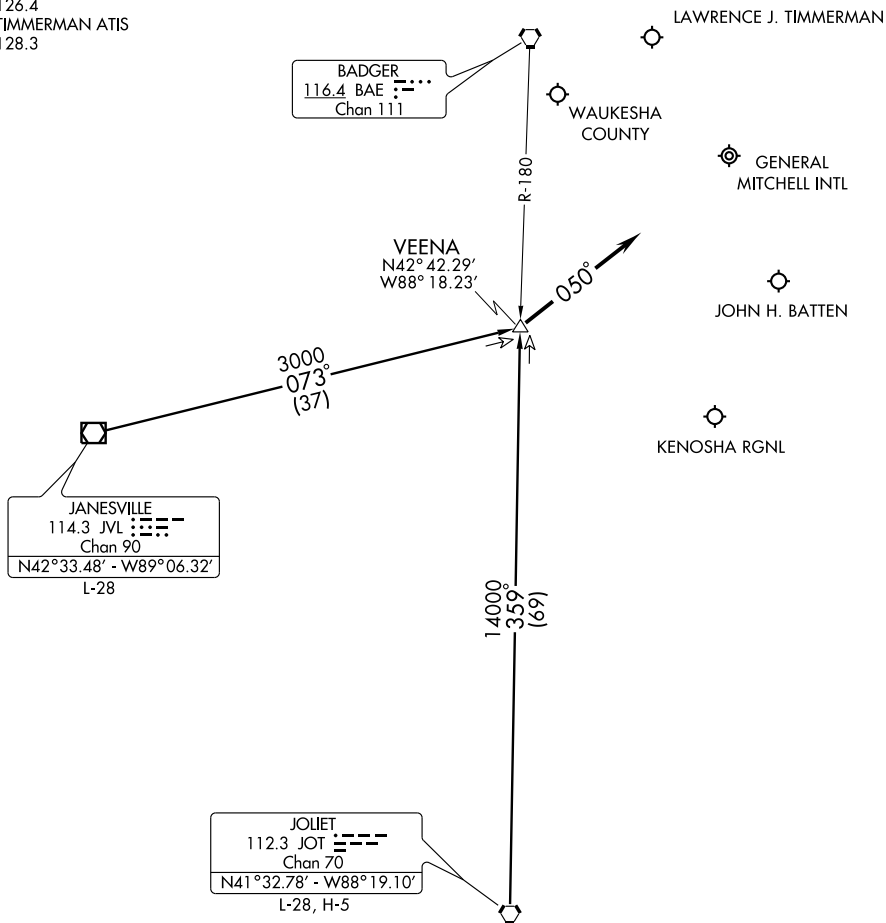 126.4
TIMMERMAN ATIS
128.3
LAWRENCE J. TIMMERMAN
BADGER
116.4 BAE
Chan 111
WAUKESHA
COUNTY
GENERAL
MITCHELL INTL
R-180
VEENA
N42° 42.29'
W88° 18.23'
050°
JOHN H. BATTEN
3000
073°
(37)
KENOSHA RGNL
JANESVILLE
114.3 JVL
Chan 90
N42°33.48' - W89°06.32'
L-28
14000
359°
(69)
JOLIET
112.3 JOT
Chan 70
N41°32.78' - W88°19.10'
L-28, H-5